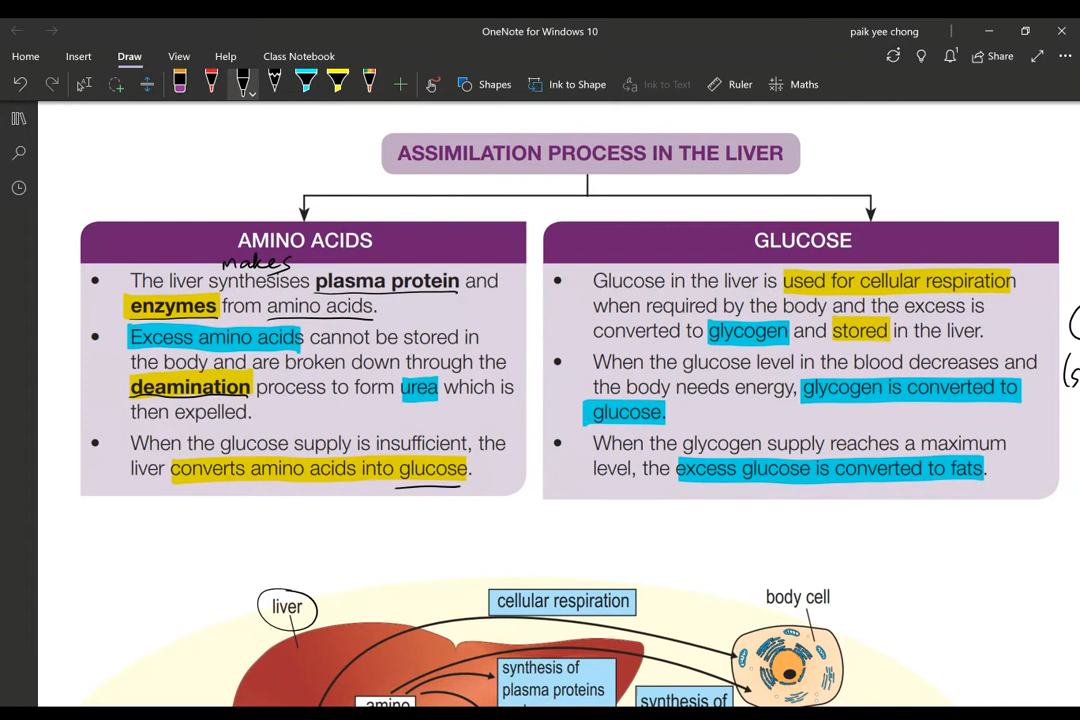 OneNote for Windows 10
paik yee chong
Home
Insert
Draw
View
Help
Class Notebook
Share
Shapes
Ink to Shape
Ink to Text
Ruler
Maths
ASSIMILATION PROCESS IN THE LIVER
AMINO ACIDS
makes
• The liver synthesises plasma protein and
enzymes from amino acids.
• Excess amino acids cannot be stored in
the body and are broken down through the
deamination process to form urea which is
then expelled.
• When the glucose supply is insufficient, the
liver converts amino acids into glucose.
GLUCOSE
• Glucose in the liver is used for cellular respiration
when required by the body and the excess is
converted to glycogen and stored in the liver.
• When the glucose level in the blood decreases and
the body needs energy, glycogen is converted to
glucose.
• When the glycogen supply reaches a maximum
level, the excess glucose is converted to fats.
liver
cellular respiration
body cell
synthesis of
plasma proteins
amino
synthesis of